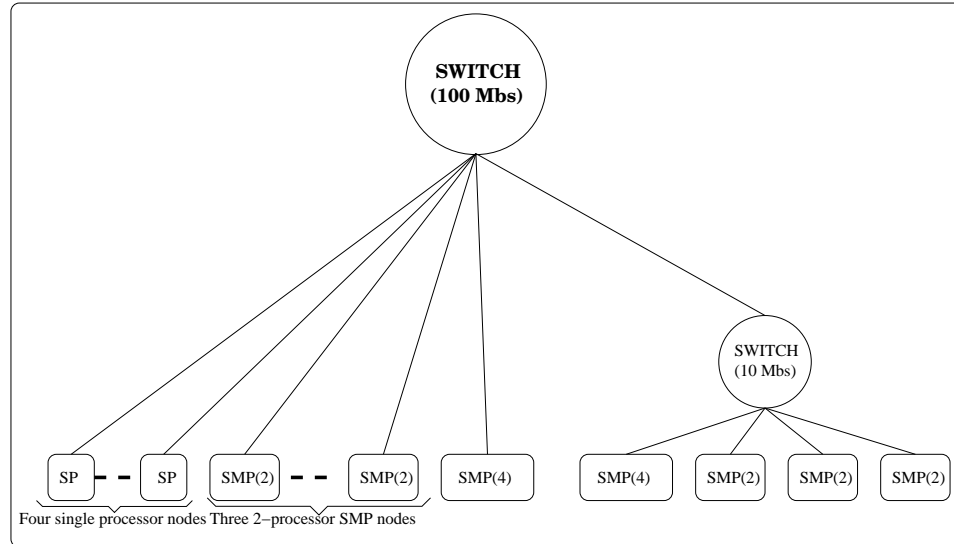 SWITCH
(100 Mbs)
SWITCH
(10 Mbs)
SP
SP
SMP(2)
SMP(2)
SMP(4)
SMP(4)
SMP(2)
SMP(2)
SMP(2)
Four single processor nodes
Three 2−processor SMP nodes